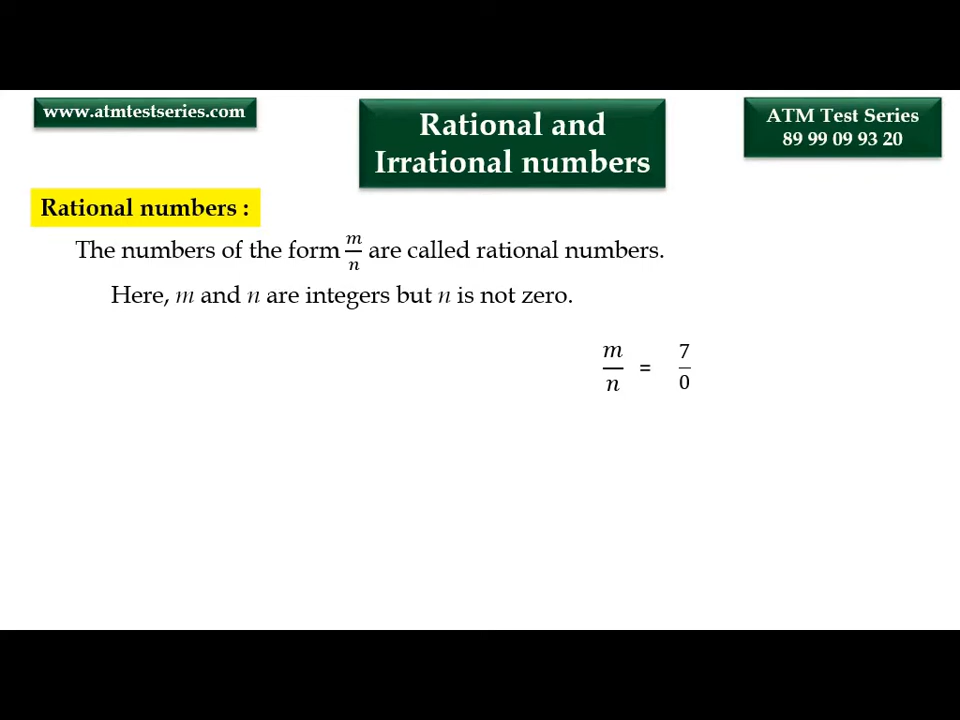 www.atmtestseries.com
Rational and
Irrational numbers
ATM Test Series
89 99 09 93 20
Rational numbers :
The numbers of the form m/n are called rational numbers.
Here, m and n are integers but n is not zero.
m/n = 7/0